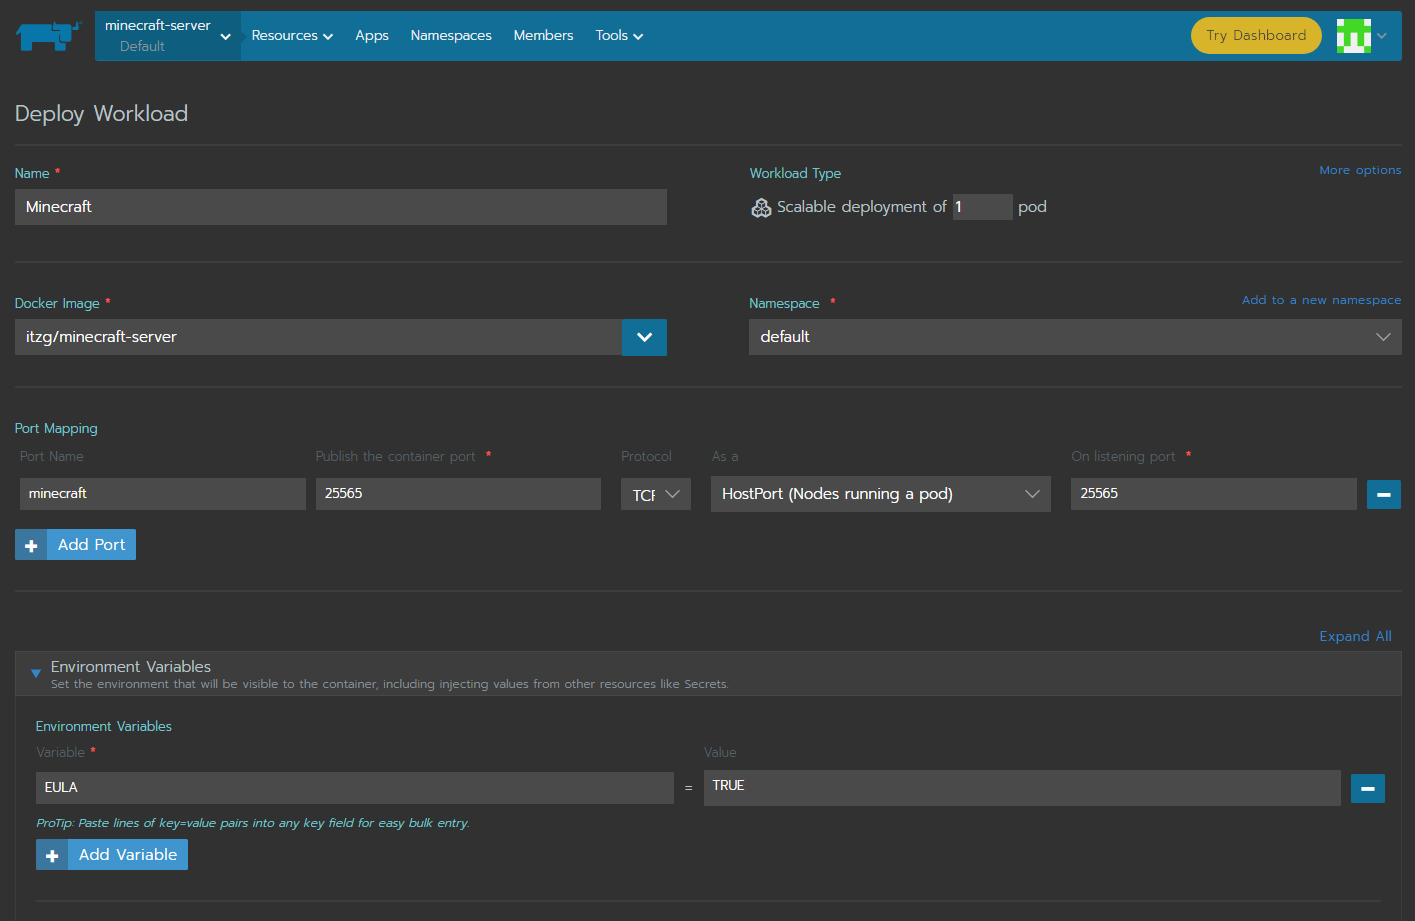 minecraft-server
Default
Resources Apps Namespaces Members Tools Try Dashboard
Deploy Workload
Name *
Workload Type
More options
Minecraft
Scalable deployment of 1 pod
Docker Image *
Namespace *
Add to a new namespace
itzg/minecraft-server
default
Port Mapping
Port Name Publish the container port * Protocol As a On listening port *
minecraft 25565 TCP HostPort (Nodes running a pod) 25565
Add Port
Expand All
Environment Variables
Set the environment that will be visible to the container, including injecting values from other resources like Secrets.
Environment Variables
Variable * Value
EULA = TRUE
ProTip: Paste lines of key=value pairs into any key field for easy bulk entry.
Add Variable